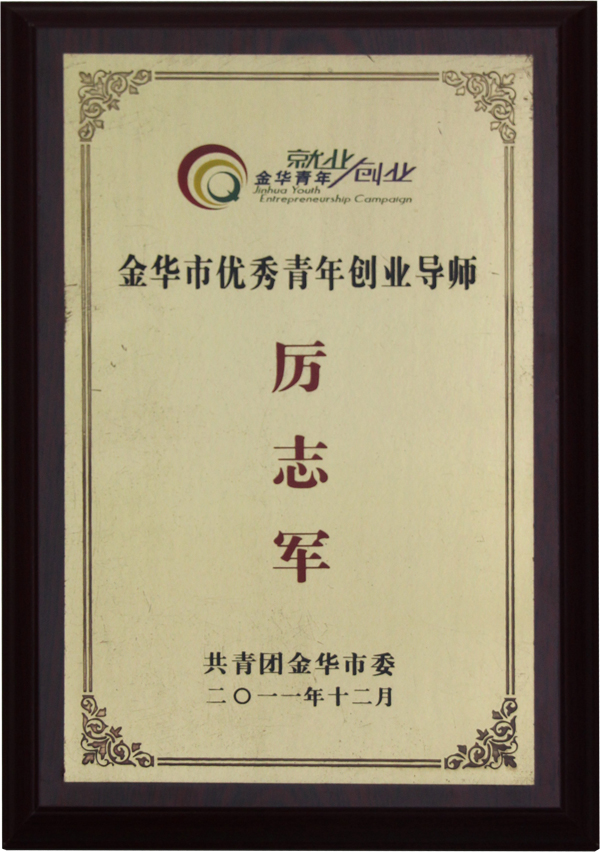 就业
金华青年/创业
Jinhua Youth
Entrepreneurship Campaign
金华市优秀青年创业导师
厉
志
军
共青团金华市委
二〇一一年十二月